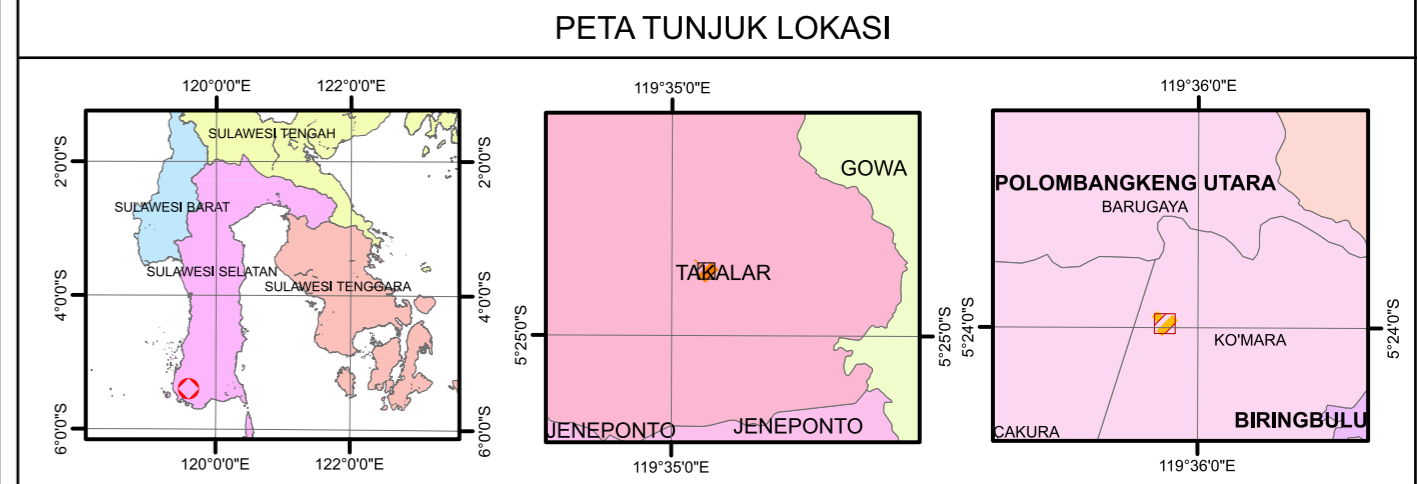 PETA TUNJUK LOKASI
120°0'0"E
122°0'0"E
2°0'0"S
4°0'0"S
6°0'0"S
SULAWESI TENGAH
SULAWESI BARAT
SULAWESI SELATAN
SULAWESI TENGGARA
2°0'0"S
4°0'0"S
6°0'0"S
120°0'0"E
122°0'0"E
119°35'0"E
GOWA
TAKALAR
5°25'0"S
5°25'0"S
JENEPONTO
JENEPONTO
119°35'0"E
119°36'0"E
POLOMBANGKENG UTARA
BARUGAYA
5°24'0"S
5°24'0"S
KO'MARA
BIRINGBULU
CAKURA
119°36'0"E